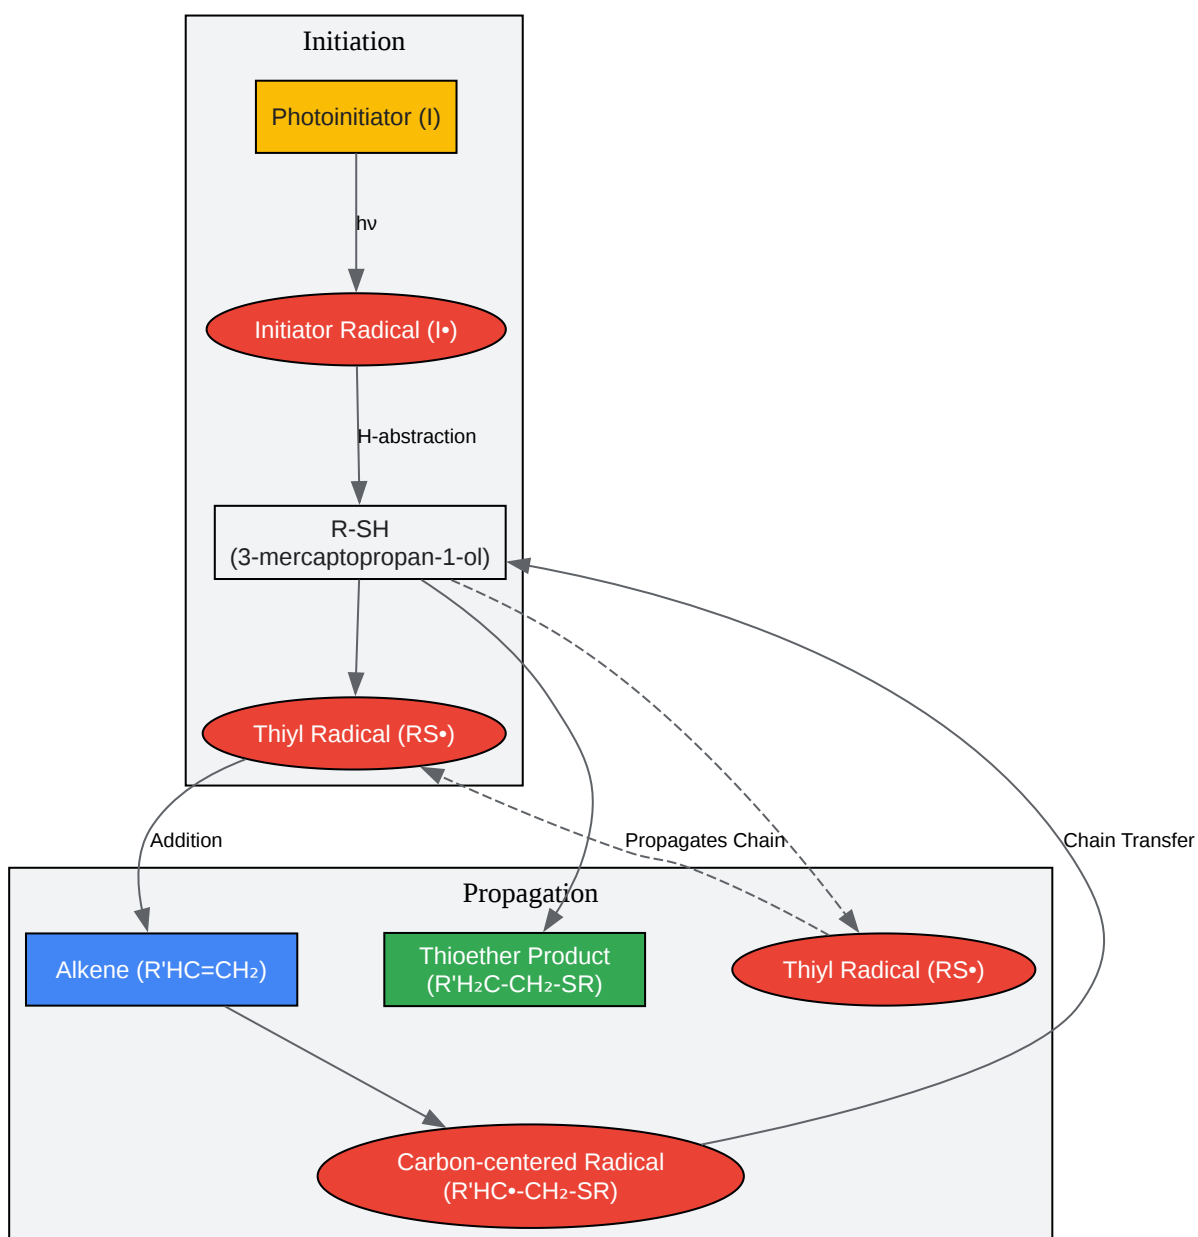 Initiation
Photoinitiator (I)
hν
Initiator Radical (I•)
H-abstraction
R-SH
(3-mercaptopropan-1-ol)
Thiyl Radical (RS•)
Addition
Propagates Chain
Chain Transfer
Propagation
Alkene (R'HC=CH₂)
Thioether Product
(R'H₂C-CH₂-SR)
Thiyl Radical (RS•)
Carbon-centered Radical
(R'HC•-CH₂-SR)